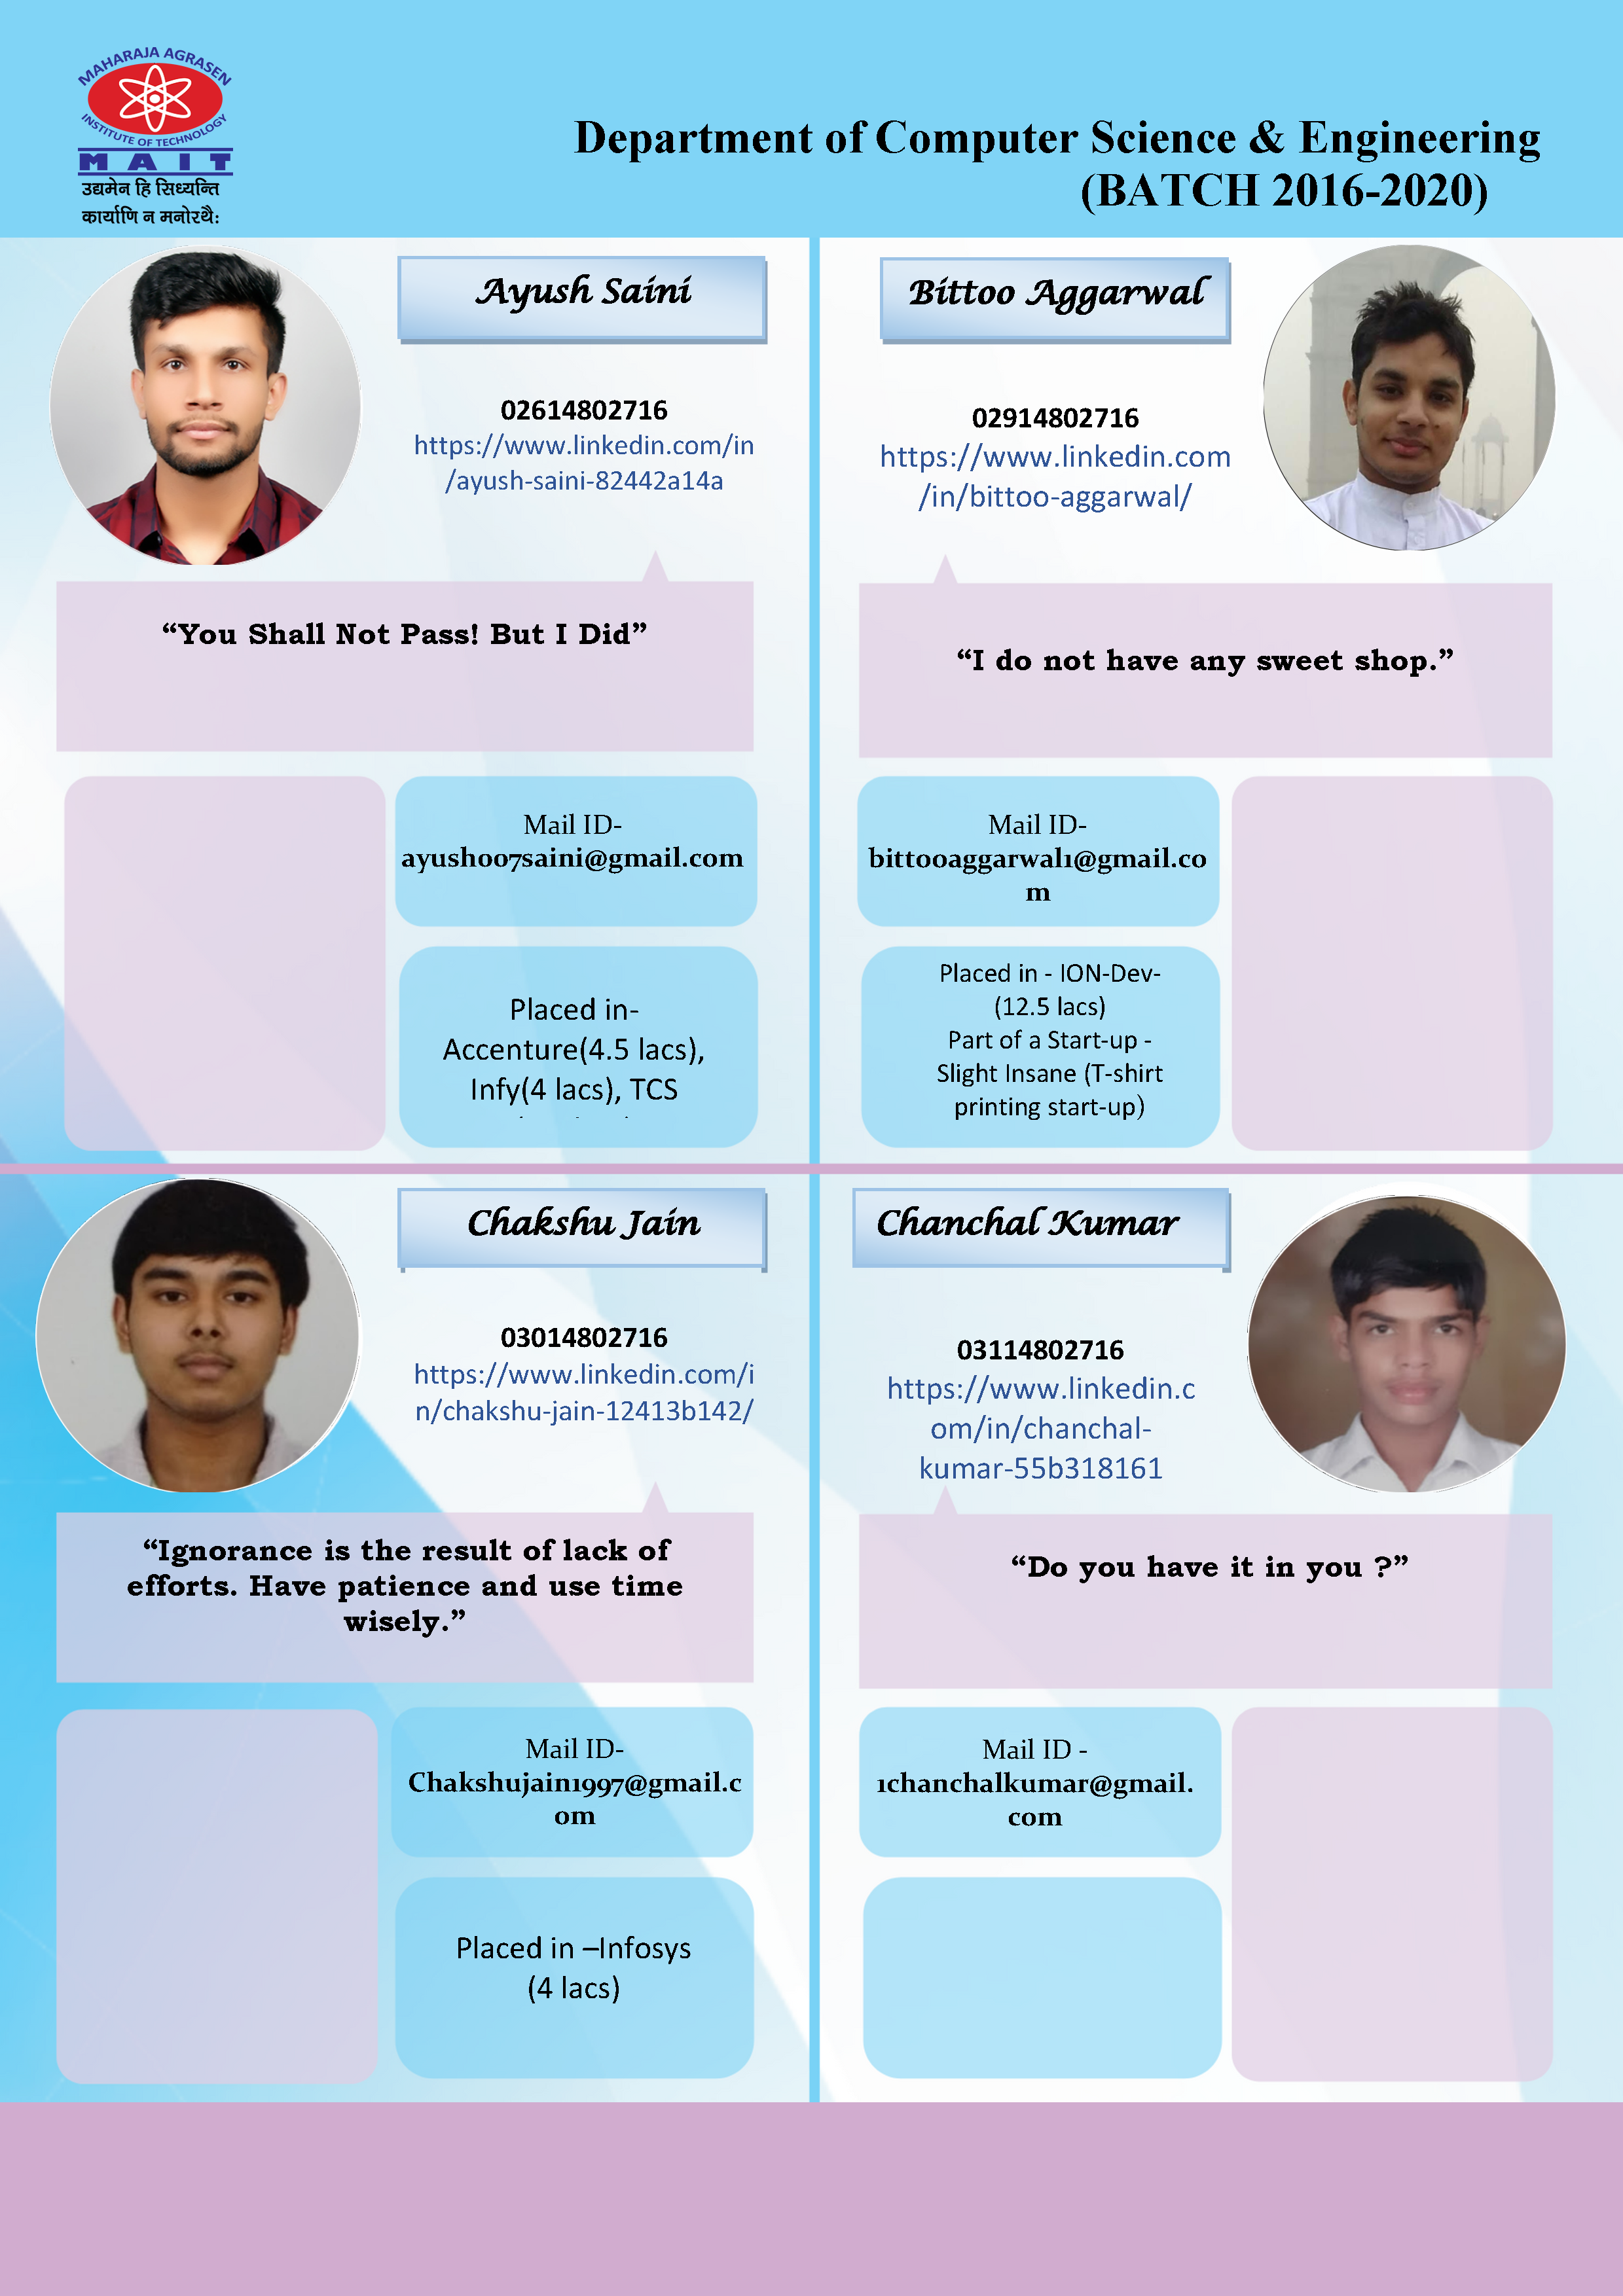 MAHARAJA AGRASEN
INSTITUTE OF TECHNOLOGY
MAIT
उद्यमेन हि सिध्यन्ति
कार्याणि न मनोरथै:
Department of Computer Science & Engineering
(BATCH 2016-2020)
Ayush Saini
02614802716
https://www.linkedin.com/in
/ayush-saini-82442a14a
“You Shall Not Pass! But I Did”
Mail ID-
ayush007saini@gmail.com
Placed in-
Accenture(4.5 lacs),
Infy(4 lacs), TCS
Bittoo Aggarwal
02914802716
https://www.linkedin.com
/in/bittoo-aggarwal/
“I do not have any sweet shop.”
Mail ID-
bittooaggarwal1@gmail.co
m
Placed in - ION-Dev-
(12.5 lacs)
Part of a Start-up -
Slight Insane (T-shirt
printing start-up)
Chakshu Jain
03014802716
https://www.linkedin.com/i
n/chakshu-jain-12413b142/
“Ignorance is the result of lack of
efforts. Have patience and use time
wisely.”
Mail ID-
Chakshujain1997@gmail.c
om
Placed in –Infosys
(4 lacs)
Chanchal Kumar
03114802716
https://www.linkedin.c
om/in/chanchal-
kumar-55b318161
“Do you have it in you ?”
Mail ID -
1chanchalkumar@gmail.
com